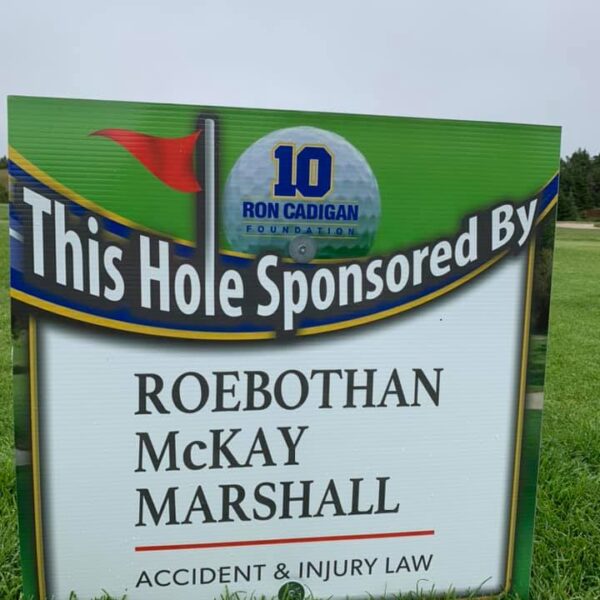 10
RON CADIGAN
FOUNDATION
This Hole Sponsored By
ROEBOTHAN
McKAY
MARSHALL
ACCIDENT & INJURY LAW